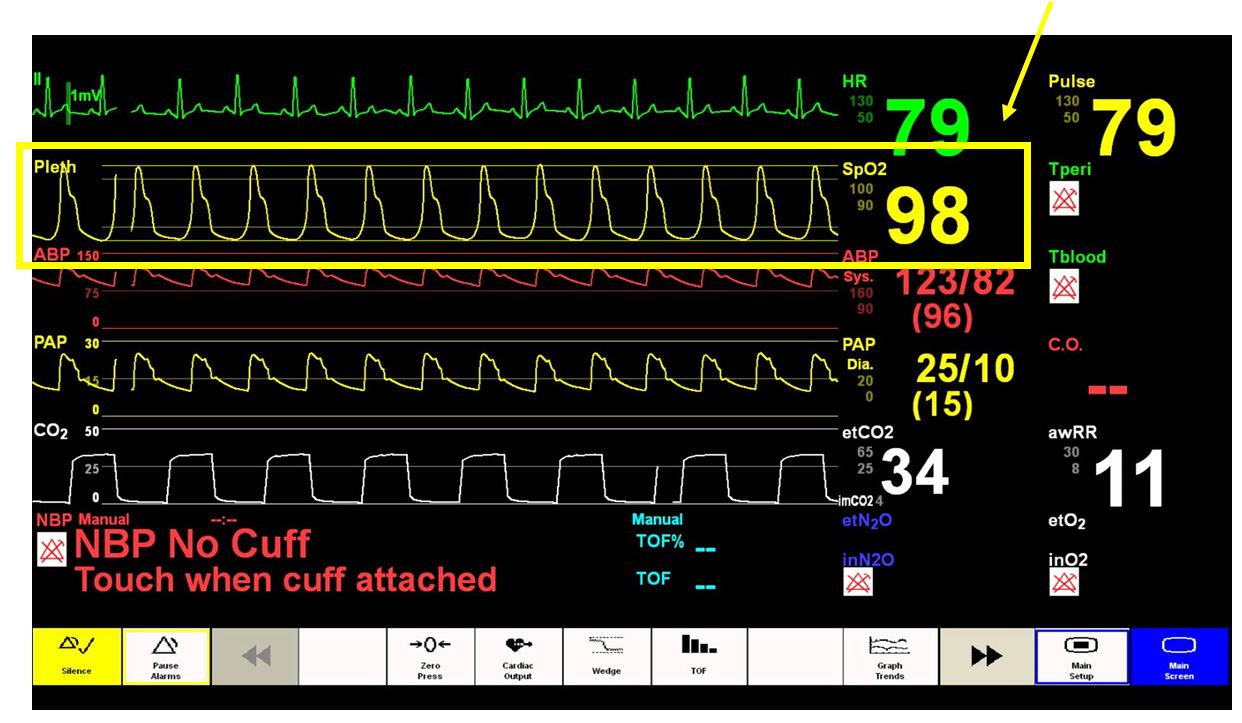 II
1mV
HR
130
50
79
Pulse
130
50
79
Pleth
SpO2
100
90
98
Tperi
ABP 150
75
0
ABP
Sys.
160
90
123/82
(96)
Tblood
PAP 30
15
0
PAP
Dia.
20
0
25/10
(15)
C.O.
--
CO2 50
25
0
etCO2
65
25
34
imCO2 4
awRR
30
8
11
NBP Manual --:--
NBP No Cuff
Touch when cuff attached
Manual
TOF% --
TOF --
etN2O
inN2O
etO2
inO2
Silence
Pause
Alarms
Zero
Press
Cardiac
Output
Wedge
TOF
Graph
Trends
Main
Setup
Main
Screen